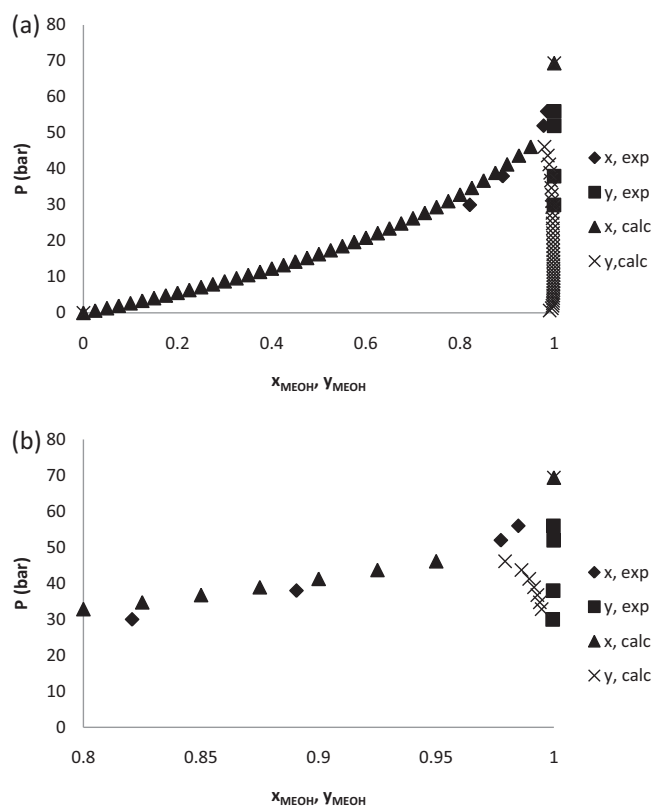 (a)
80
70
60
50
40
30
20
10
0
P (bar)
0 0.2 0.4 0.6 0.8 1
xMEOH, yMEOH
x, exp
y, exp
x, calc
y,calc
(b)
80
70
60
50
40
30
20
10
0
P (bar)
0.8 0.85 0.9 0.95 1
xMEOH, yMEOH
x, exp
y, exp
x, calc
y, calc